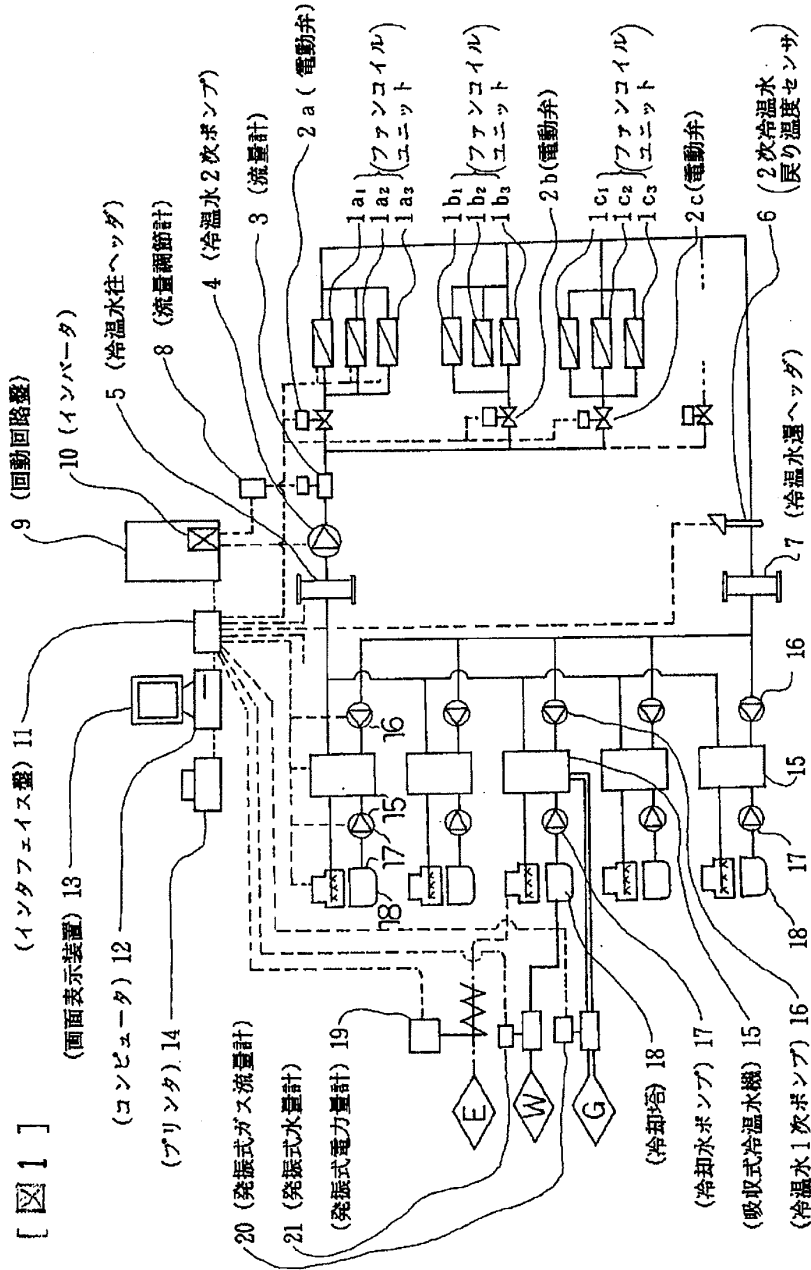 [図1]
(インタフェイス盤) 11
(画面表示装置) 13
(コンピュータ) 12
(プリンタ) 14
9 (回動回路盤)
10 (インバータ)
8 (流量調節計)
5 (冷温水往ヘッダ)
4 (冷温水2次ポンプ)
3 (流量計)
2a (電動弁)
1a₁
1a₂
1a₃
(ファンコイル
ユニット)
1b₁
1b₂
1b₃
(ファンコイル
ユニット)
2b (電動弁)
1c₁
1c₂
1c₃
(ファンコイル
ユニット)
2c (電動弁)
6 (2次冷温水
戻り温度センサ)
7 (冷温水還ヘッダ)
16
15
17
18
16
15
17
18
20 (発振式ガス流量計)
21 (発振式水量計)
(発振式電力量計) 19
E
W
G
(冷却塔) 18
(冷却水ポンプ) 17
(吸収式冷温水機) 15
(冷温水1次ポンプ) 16